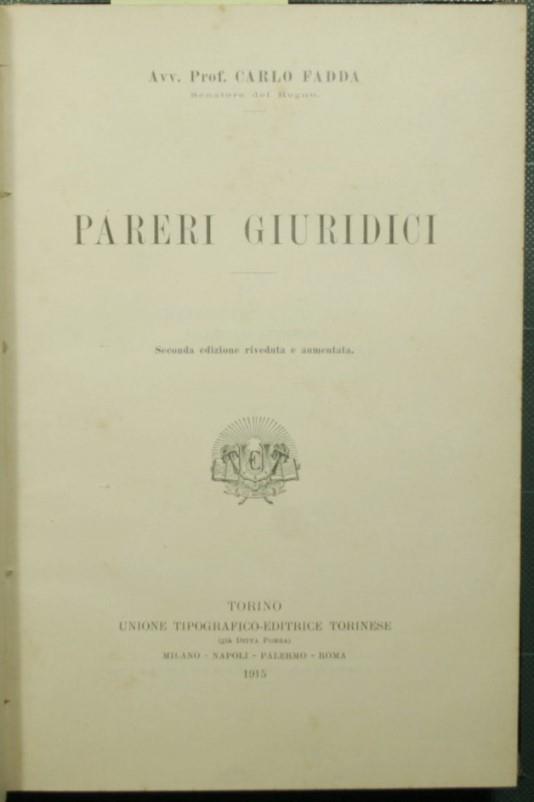 Avv. Prof. CARLO FADDA
Senatore del Regno.
PARERI GIURIDICI
Seconda edizione riveduta e aumentata.
TORINO
UNIONE TIPOGRAFICO-EDITRICE TORINESE
(già Ditta Pomba)
MILANO - NAPOLI - PALERMO - ROMA
1915